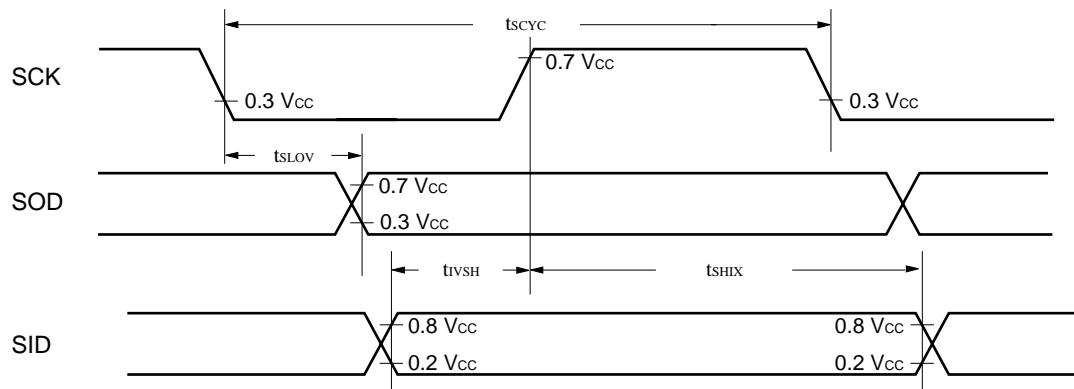 tSCYC
SCK
0.7 VCC
0.3 VCC
0.3 VCC
tSLOV
SOD
0.7 VCC
0.3 VCC
tIVSH
tSHIX
SID
0.8 VCC
0.8 VCC
0.2 VCC
0.2 VCC